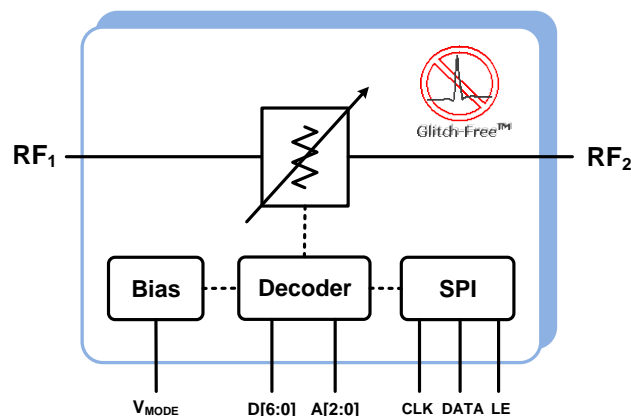 Glitch-Free™
RF₁
RF₂
Bias
Decoder
SPI
V_MODE
D[6:0]
A[2:0]
CLK
DATA
LE